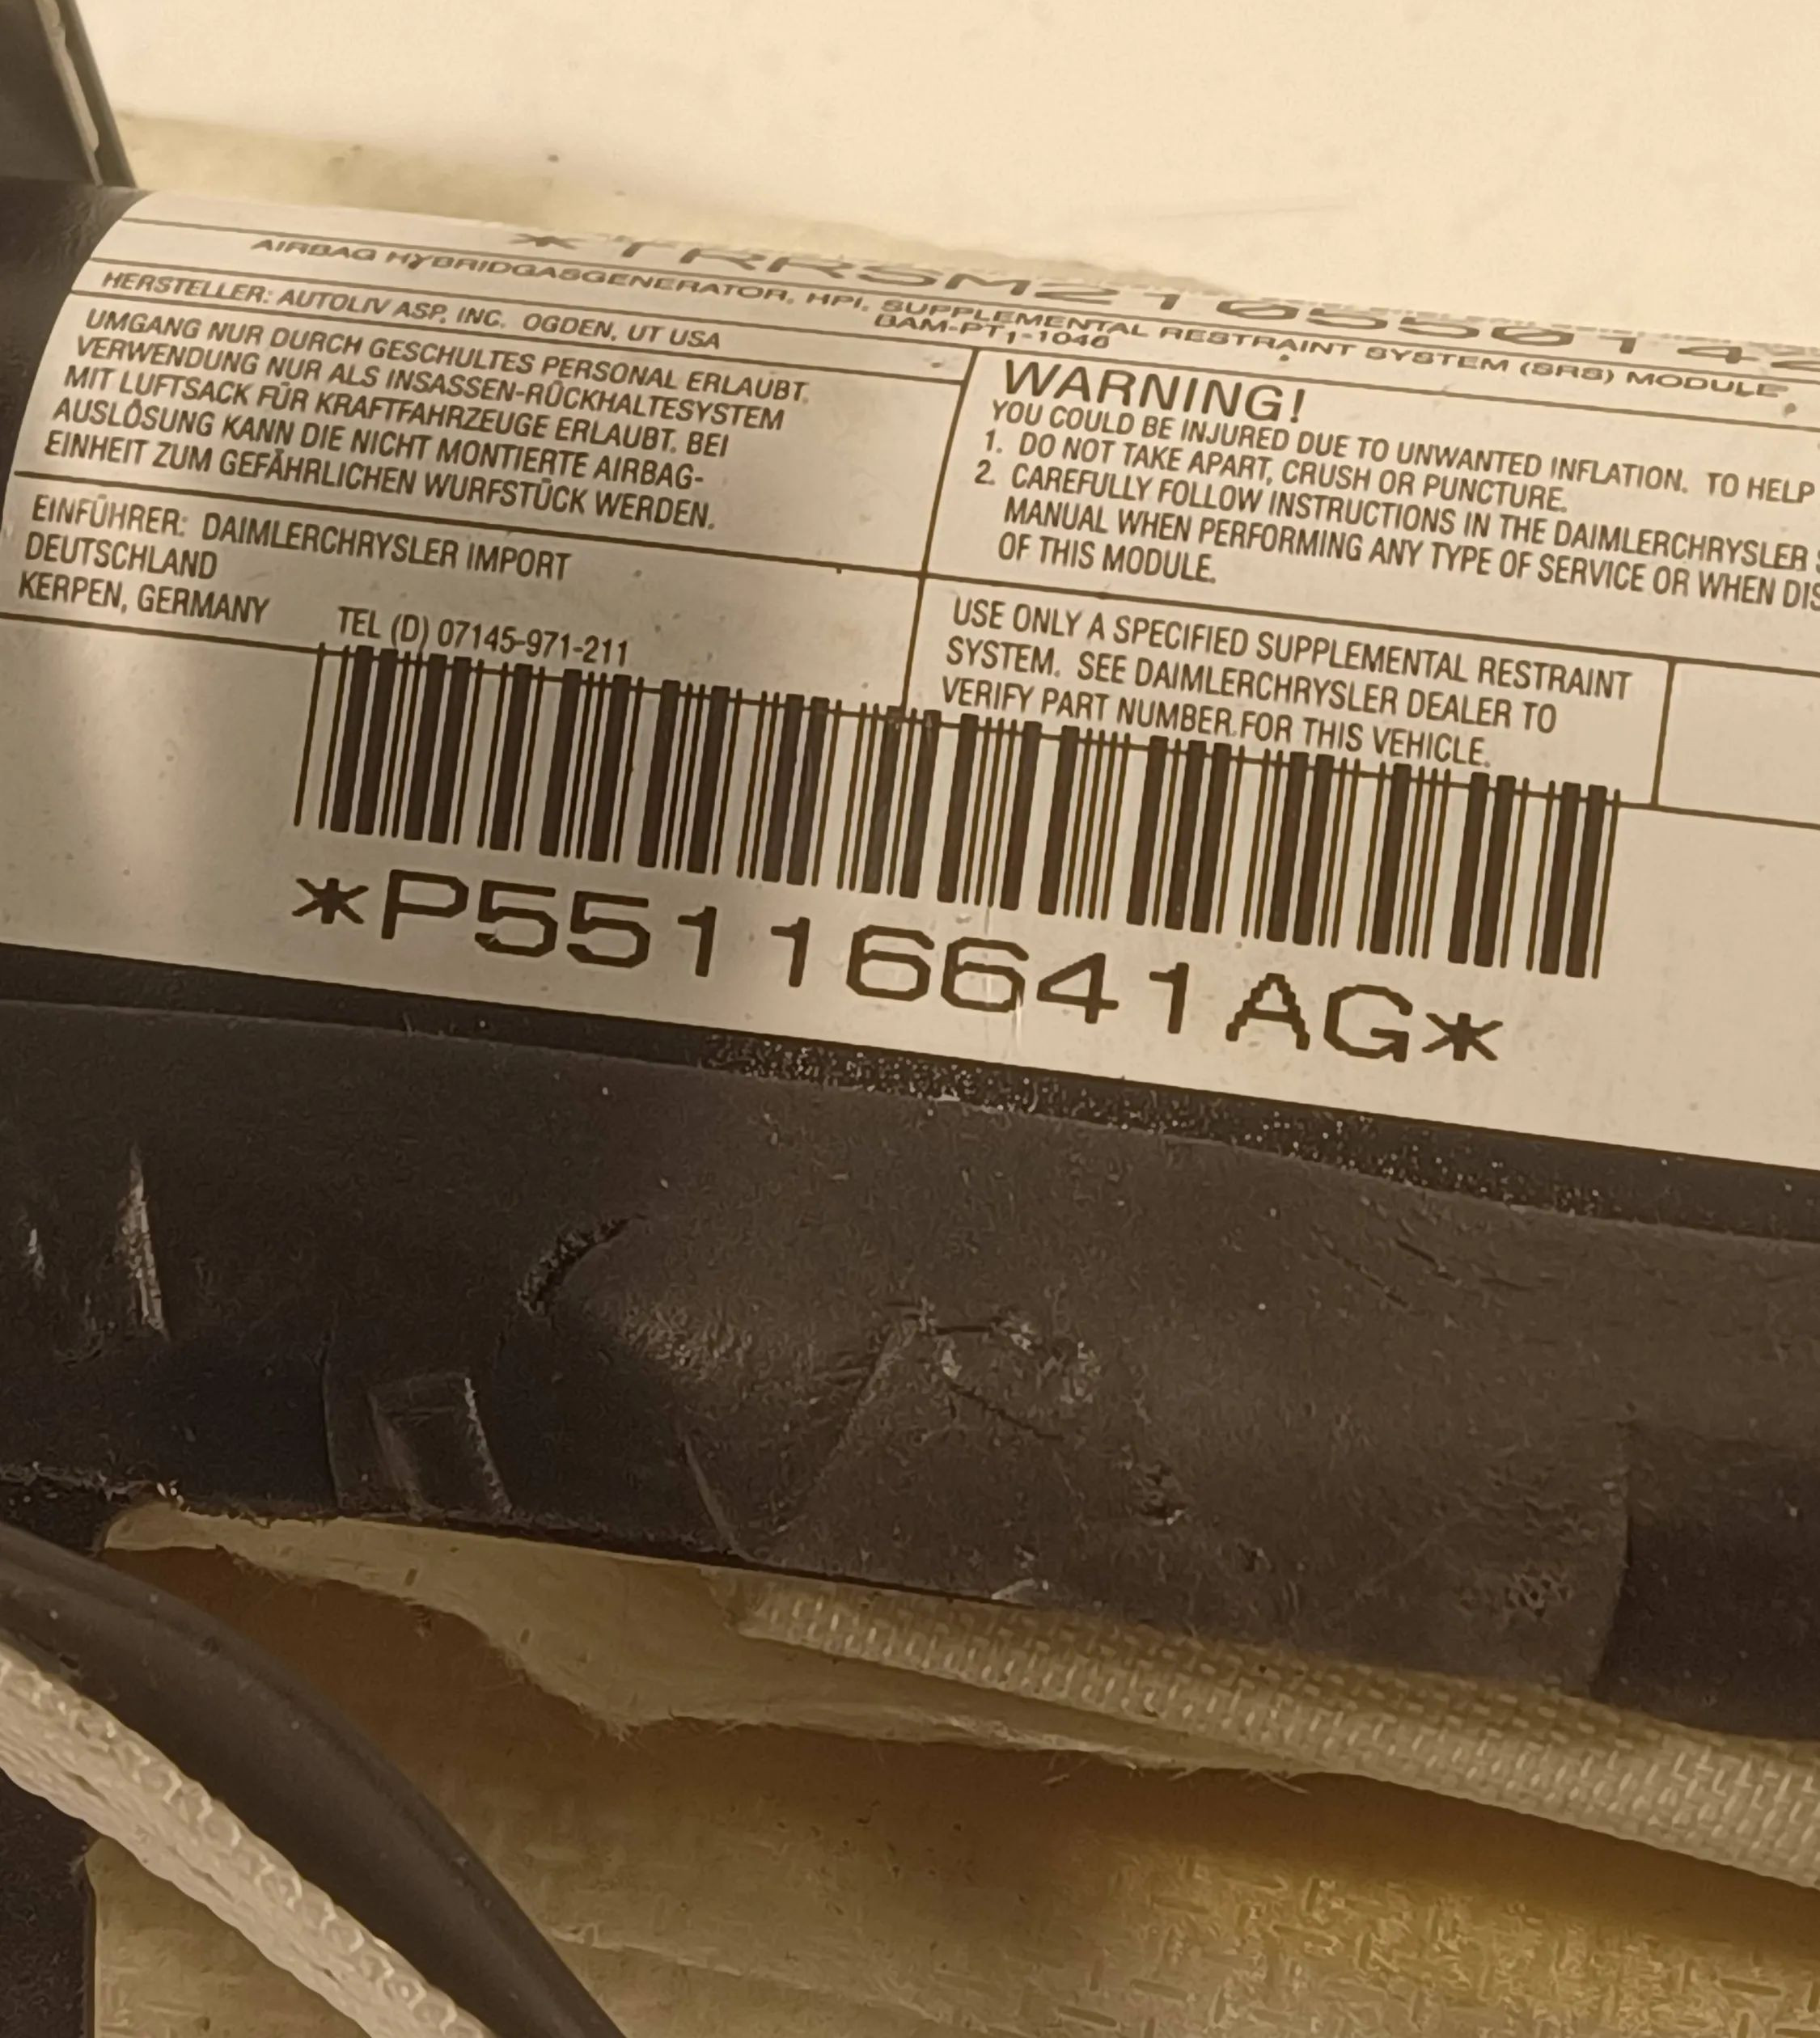 *TRRSM210550142
AIRBAG HYBRIDGASGENERATOR, HPI, SUPPLEMENTAL RESTRAINT SYSTEM (SRS) MODULE,
BAM-PT1-1046
HERSTELLER: AUTOLIV ASP, INC. OGDEN, UT USA
UMGANG NUR DURCH GESCHULTES PERSONAL ERLAUBT.
VERWENDUNG NUR ALS INSASSEN-RÜCKHALTESYSTEM
MIT LUFTSACK FÜR KRAFTFAHRZEUGE ERLAUBT. BEI
AUSLÖSUNG KANN DIE NICHT MONTIERTE AIRBAG-
EINHEIT ZUM GEFÄHRLICHEN WURFSTÜCK WERDEN.
EINFÜHRER: DAIMLERCHRYSLER IMPORT
DEUTSCHLAND
KERPEN, GERMANY TEL (D) 07145-971-211
WARNING!
YOU COULD BE INJURED DUE TO UNWANTED INFLATION. TO HELP
1. DO NOT TAKE APART, CRUSH OR PUNCTURE.
2. CAREFULLY FOLLOW INSTRUCTIONS IN THE DAIMLERCHRYSLER
MANUAL WHEN PERFORMING ANY TYPE OF SERVICE OR WHEN DIS
OF THIS MODULE.
USE ONLY A SPECIFIED SUPPLEMENTAL RESTRAINT
SYSTEM. SEE DAIMLERCHRYSLER DEALER TO
VERIFY PART NUMBER FOR THIS VEHICLE.
*P55116641AG*